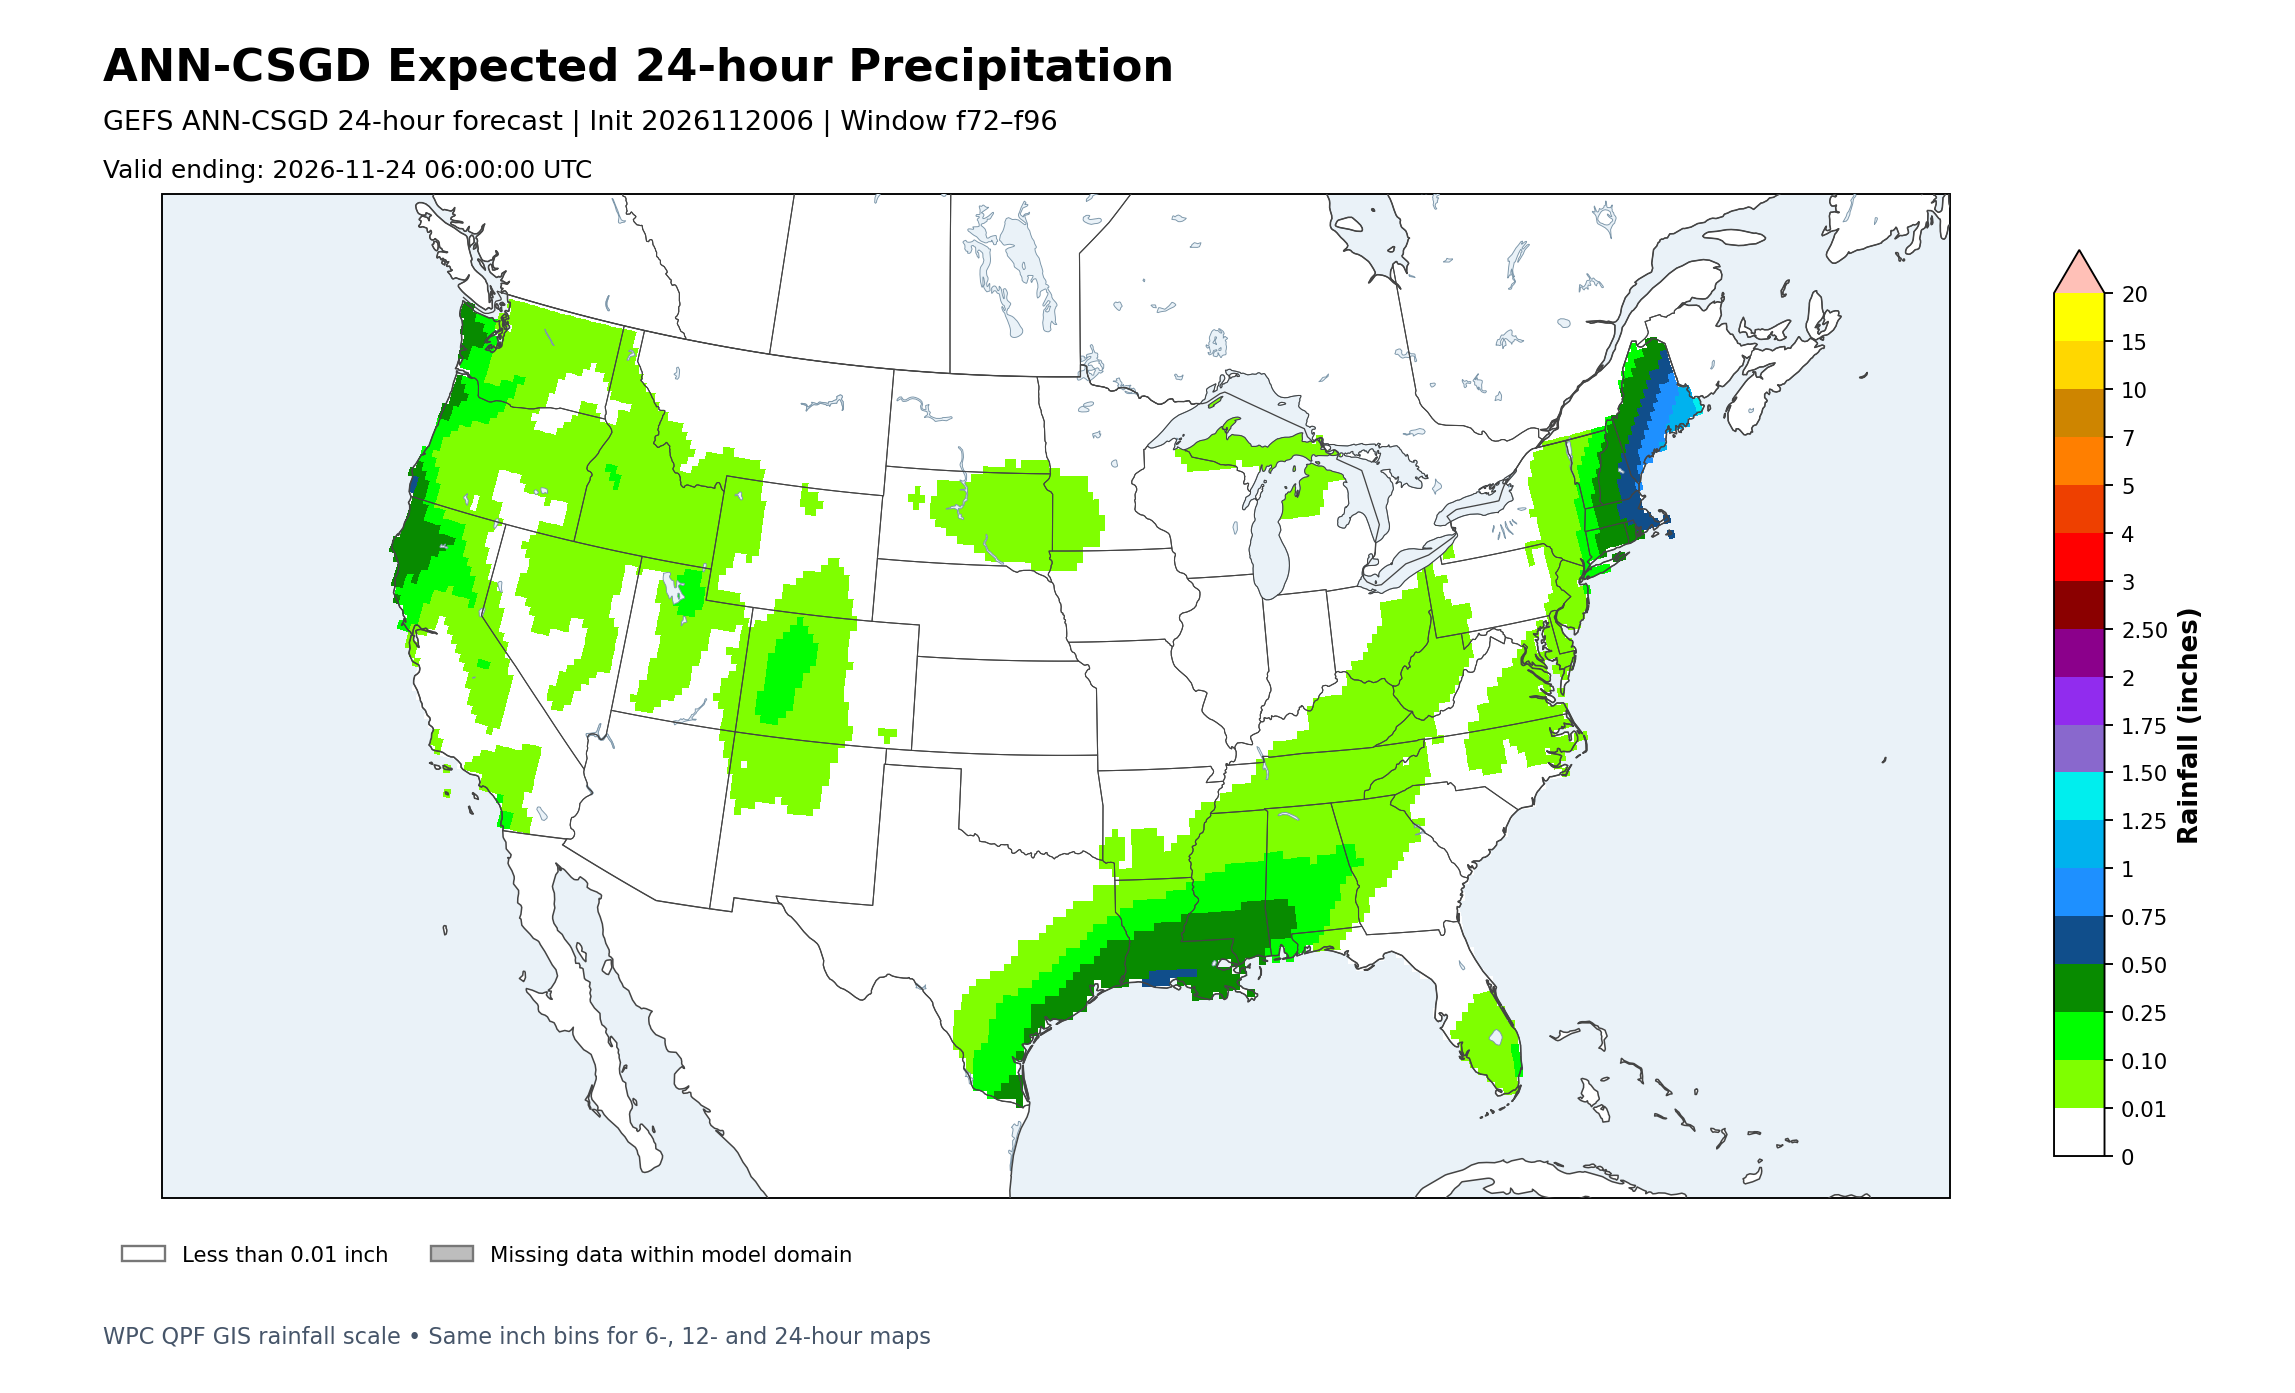 ANN-CSGD Expected 24-hour Precipitation
GEFS ANN-CSGD 24-hour forecast | Init 2026112006 | Window f72–f96
Valid ending: 2026-11-24 06:00:00 UTC
20
15
10
7
5
4
3
2.50
2
1.75
1.50
1.25
1
0.75
0.50
0.25
0.10
0.01
0
Rainfall (inches)
Less than 0.01 inch
Missing data within model domain
WPC QPF GIS rainfall scale • Same inch bins for 6-, 12- and 24-hour maps